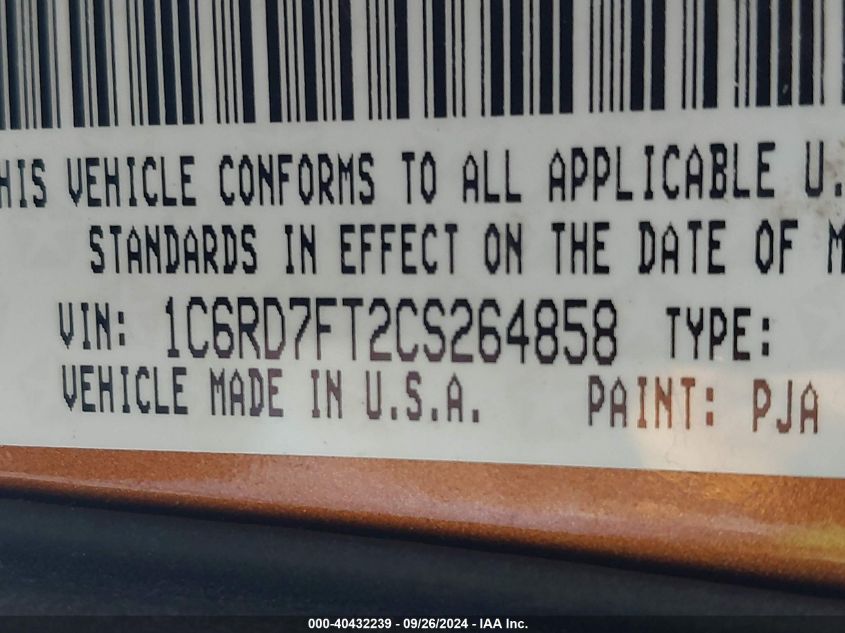 HIS VEHICLE CONFORMS TO ALL APPLICABLE U.
STANDARDS IN EFFECT ON THE DATE OF M
VIN: 1C6RD7FT2CS264858 TYPE:
VEHICLE MADE IN U.S.A. PAINT: PJA
000-40432239 - 09/26/2024 - IAA Inc.